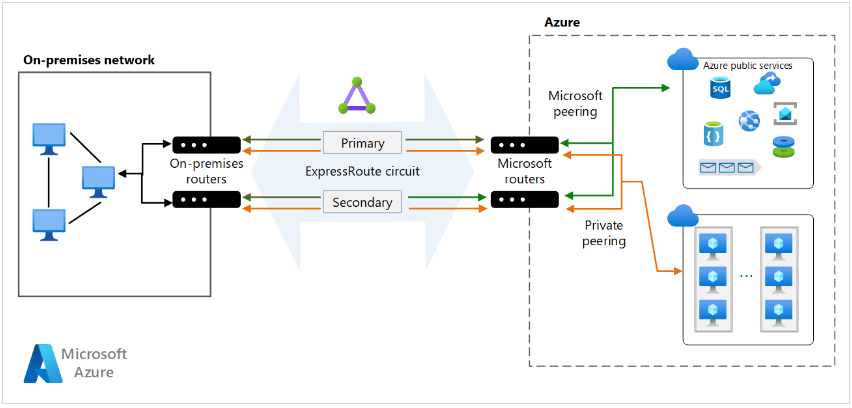 Azure
On-premises network
Azure public services
SQL
Microsoft
peering
{ }
Primary
On-premises
routers
Microsoft
routers
ExpressRoute circuit
Secondary
Private
peering
...
Microsoft
Azure